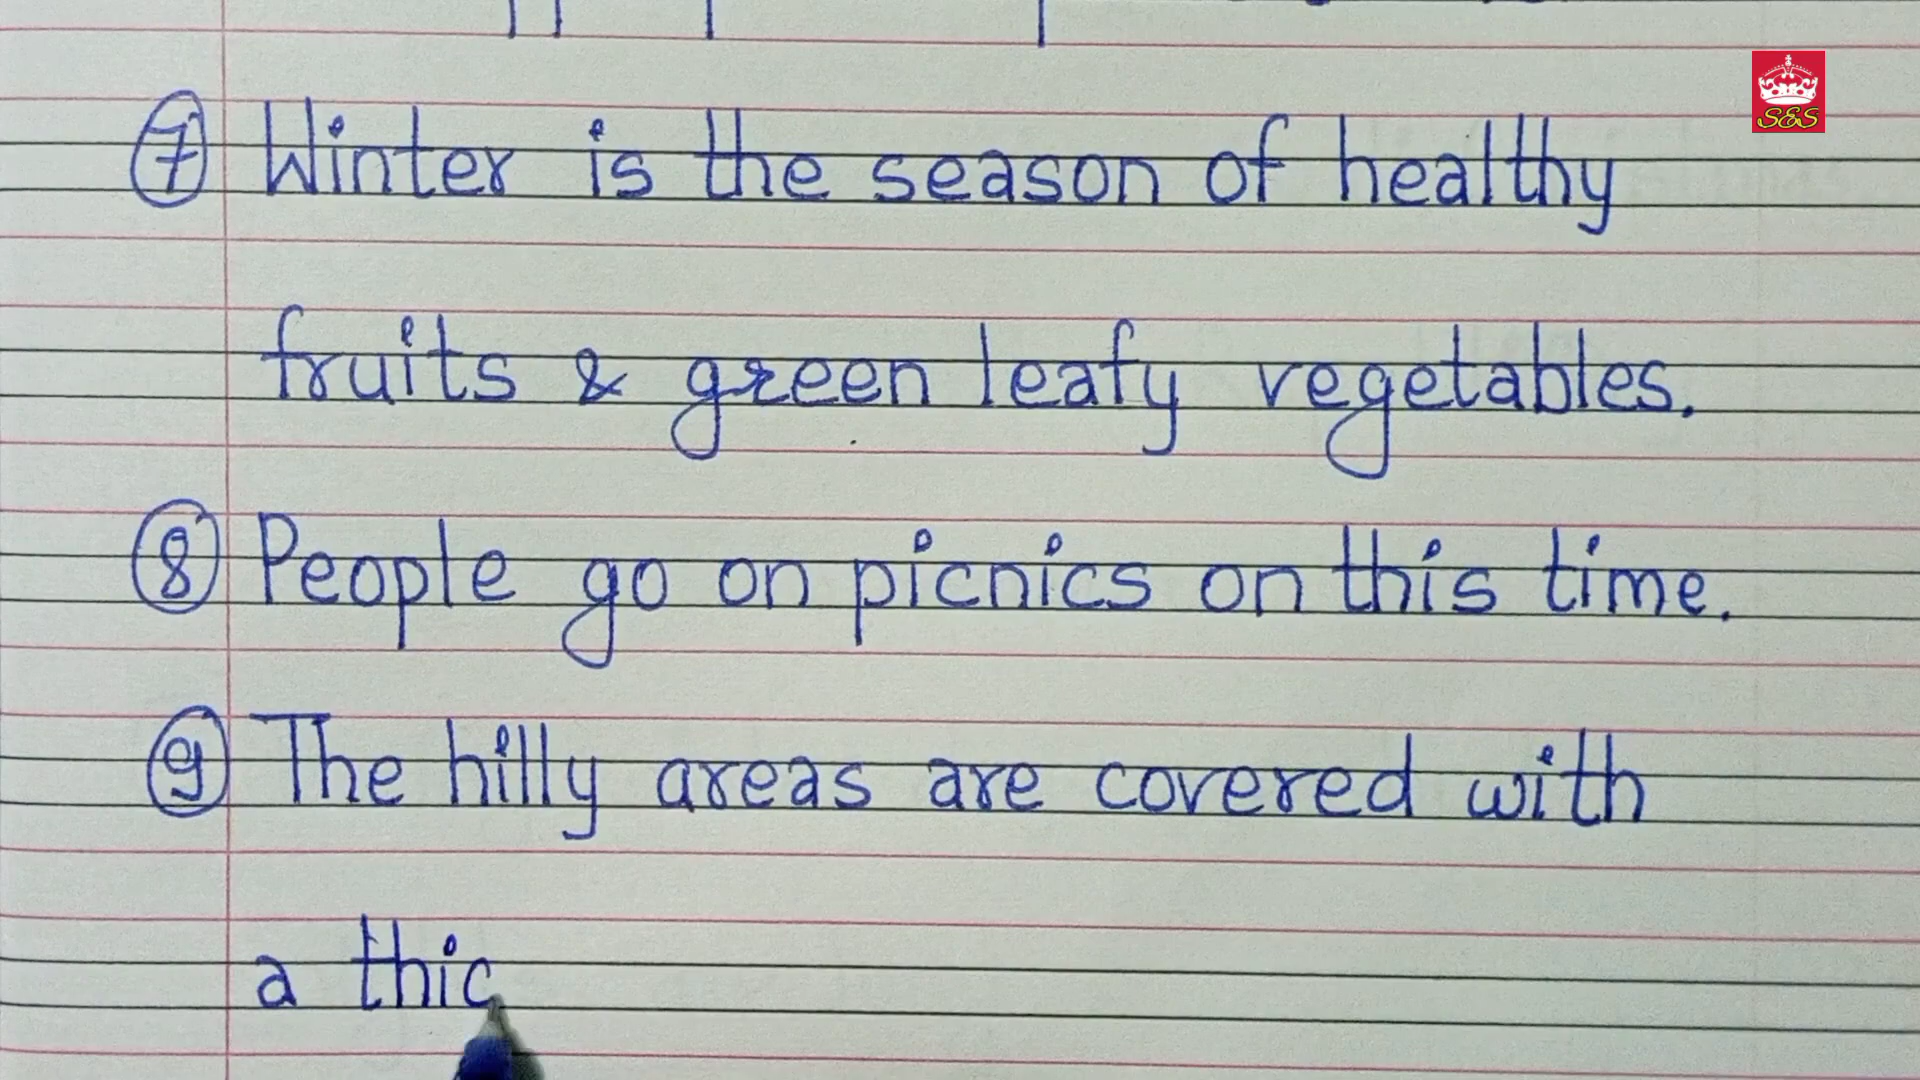 7 Winter is the season of healthy
fruits & green leafy vegetables.
8 People go on picnics on this time.
9 The hilly areas are covered with
a thic
S&S